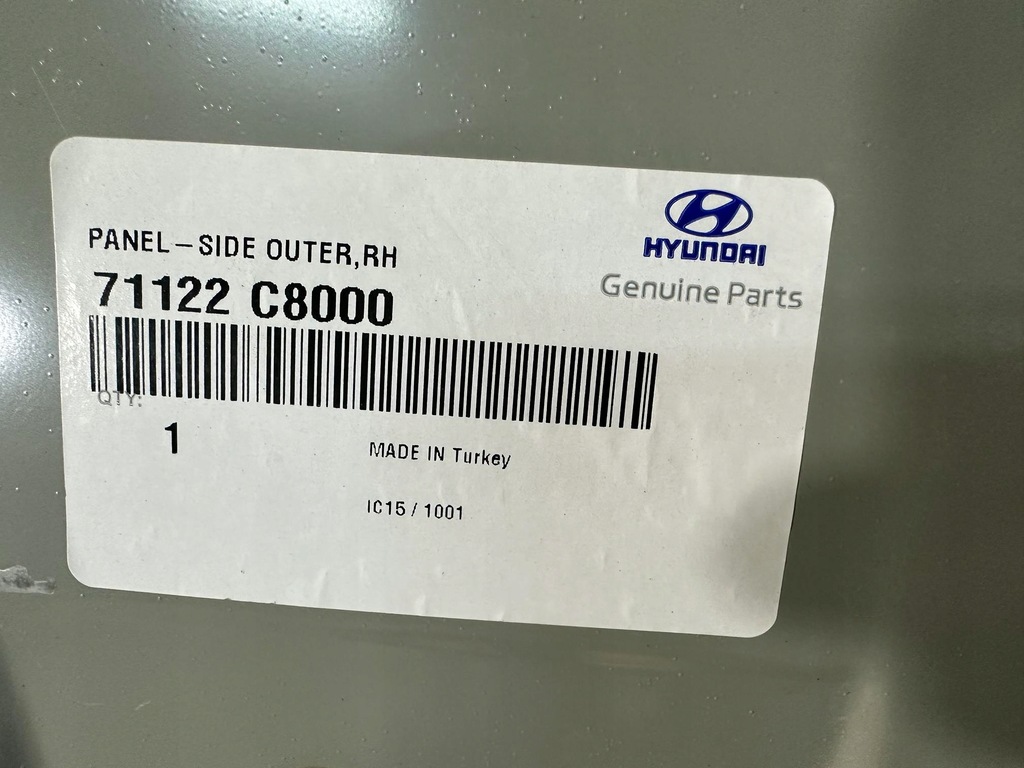 PANEL-SIDE OUTER,RH
71122 C8000
HYUNDAI
Genuine Parts
QTY:
1
MADE IN Turkey
IC15 / 1001